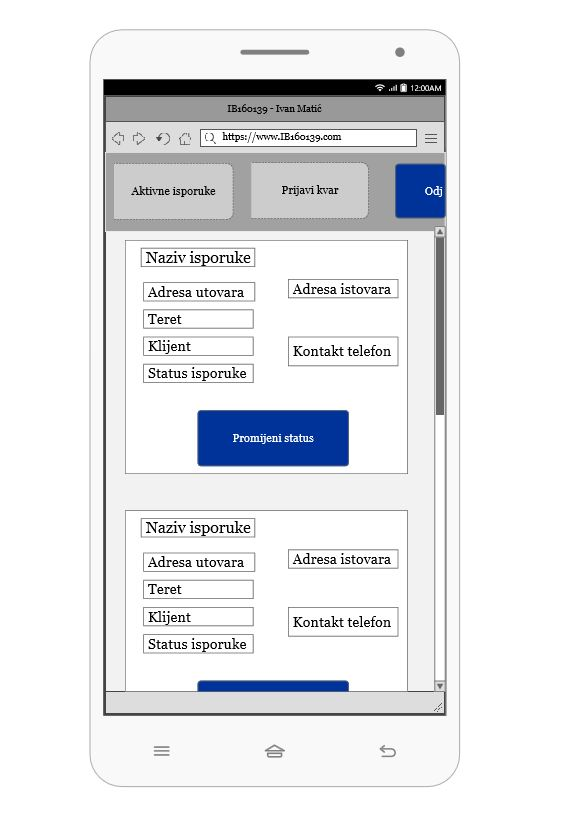 12:00AM
IB160139 - Ivan Matić
https://www.IB160139.com
Aktivne isporuke
Prijavi kvar
Odj
Naziv isporuke
Adresa utovara
Adresa istovara
Teret
Klijent
Kontakt telefon
Status isporuke
Promijeni status
Naziv isporuke
Adresa utovara
Adresa istovara
Teret
Klijent
Kontakt telefon
Status isporuke